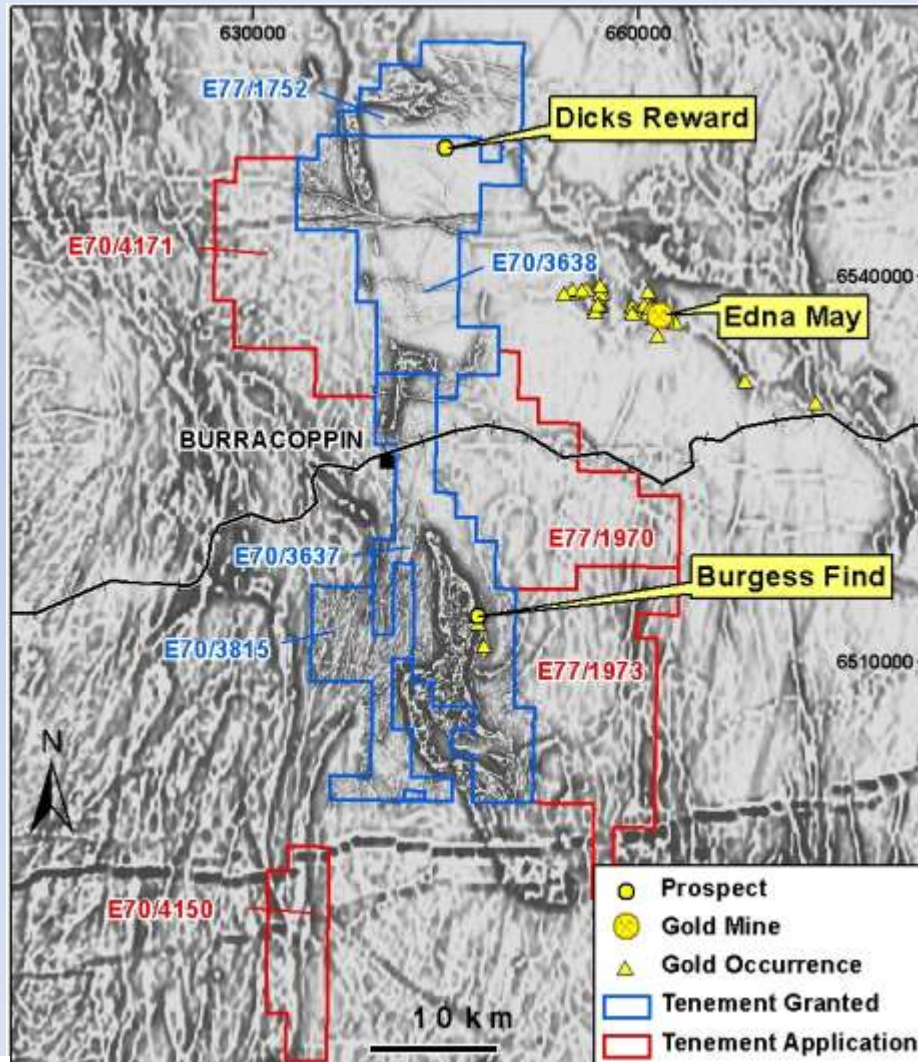 630000
660000
E77/1752
Dicks Reward
E70/4171
E70/3638
6540000
Edna May
BURRACOPPIN
E70/3637
E77/1970
Burgess Find
E70/3815
E77/1973
6510000
N
E70/4150
10 km
Prospect
Gold Mine
Gold Occurrence
Tenement Granted
Tenement Application